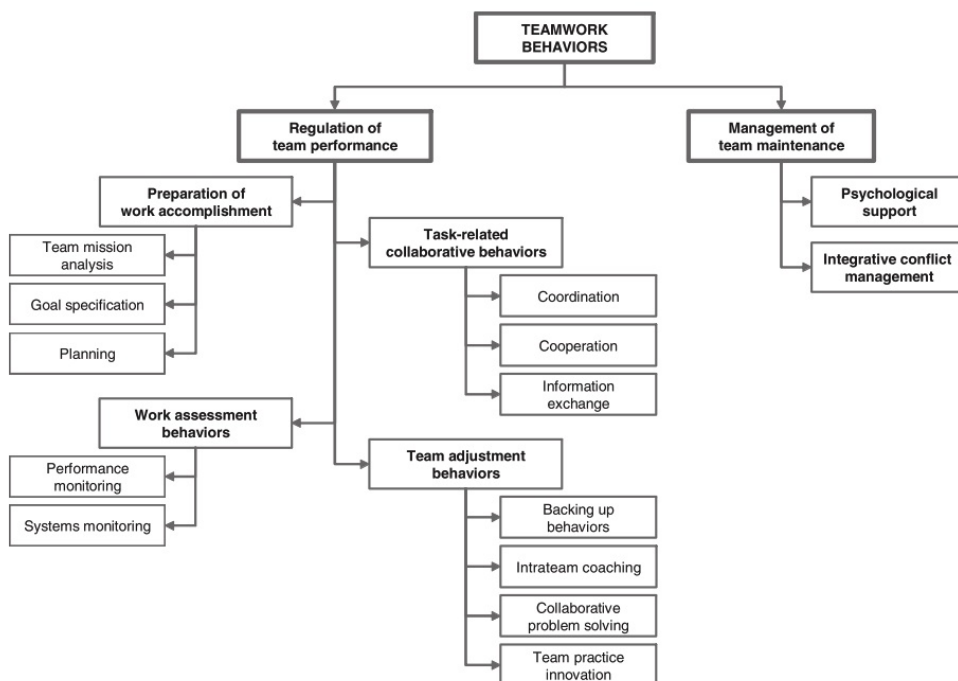 TEAMWORK
BEHAVIORS
Regulation of
team performance
Management of
team maintenance
Preparation of
work accomplishment
Team mission
analysis
Goal specification
Planning
Work assessment
behaviors
Performance
monitoring
Systems monitoring
Task-related
collaborative behaviors
Coordination
Cooperation
Information
exchange
Team adjustment
behaviors
Backing up
behaviors
Intrateam coaching
Collaborative
problem solving
Team practice
innovation
Psychological
support
Integrative conflict
management